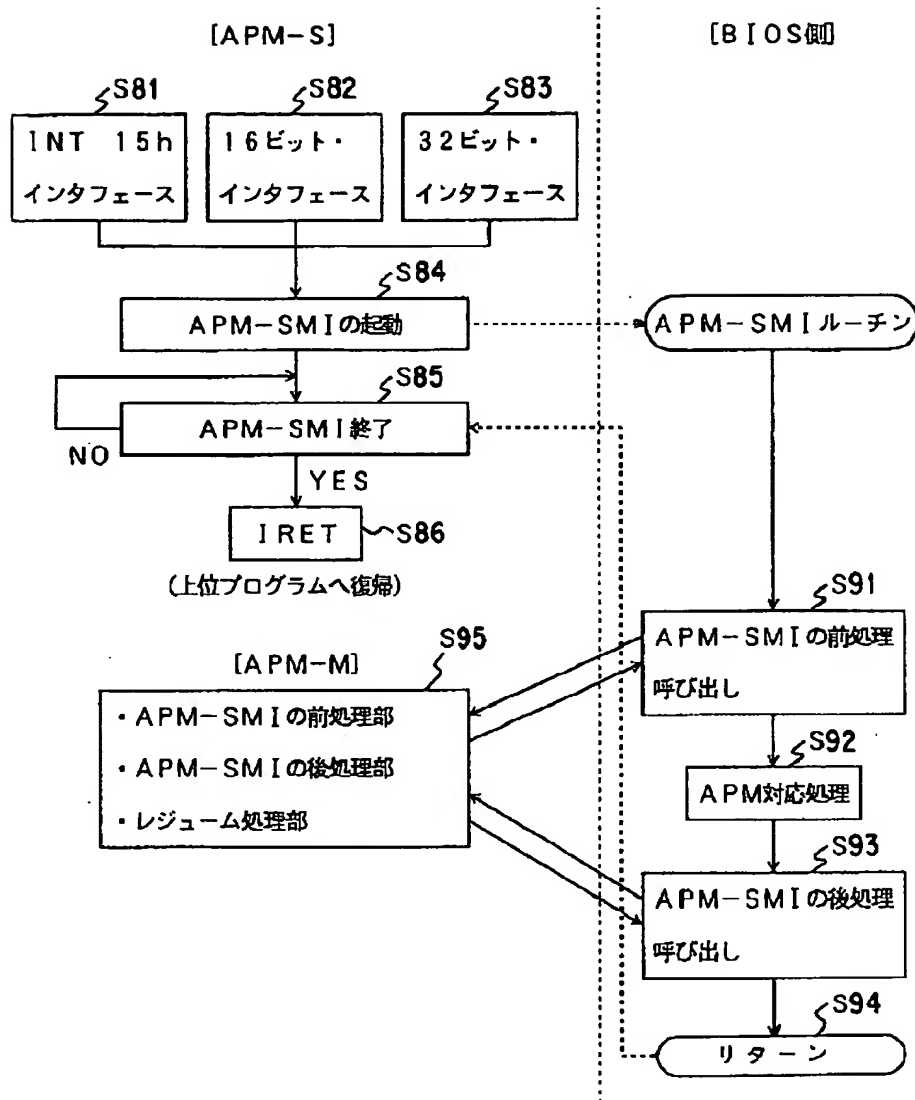 [APM-S]
[BIOS側]
S81
S82
S83
INT 15h
インタフェース
16ビット・
インタフェース
32ビット・
インタフェース
S84
APM-SMIの起動
APM-SMIルーチン
S85
APM-SMI終了
NO
YES
IRET
S86
(上位プログラムへ復帰)
S91
APM-SMIの前処理
呼び出し
[APM-M]
S95
・APM-SMIの前処理部
・APM-SMIの後処理部
・レジューム処理部
S92
APM対応処理
S93
APM-SMIの後処理
呼び出し
S94
リターン